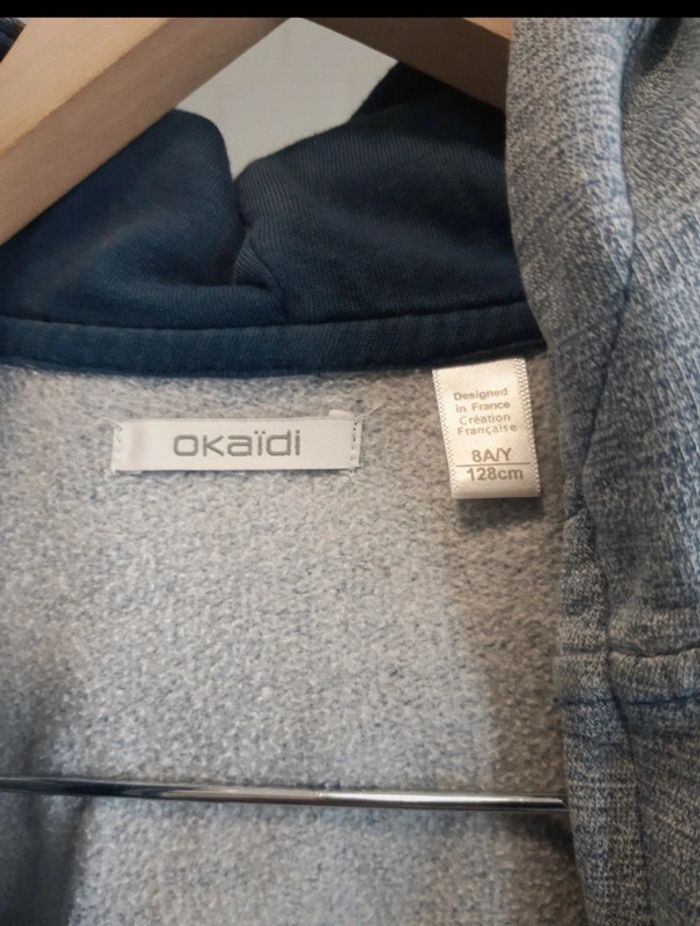 okaïdi
Designed
in France
Création
Française
8A/Y
128cm